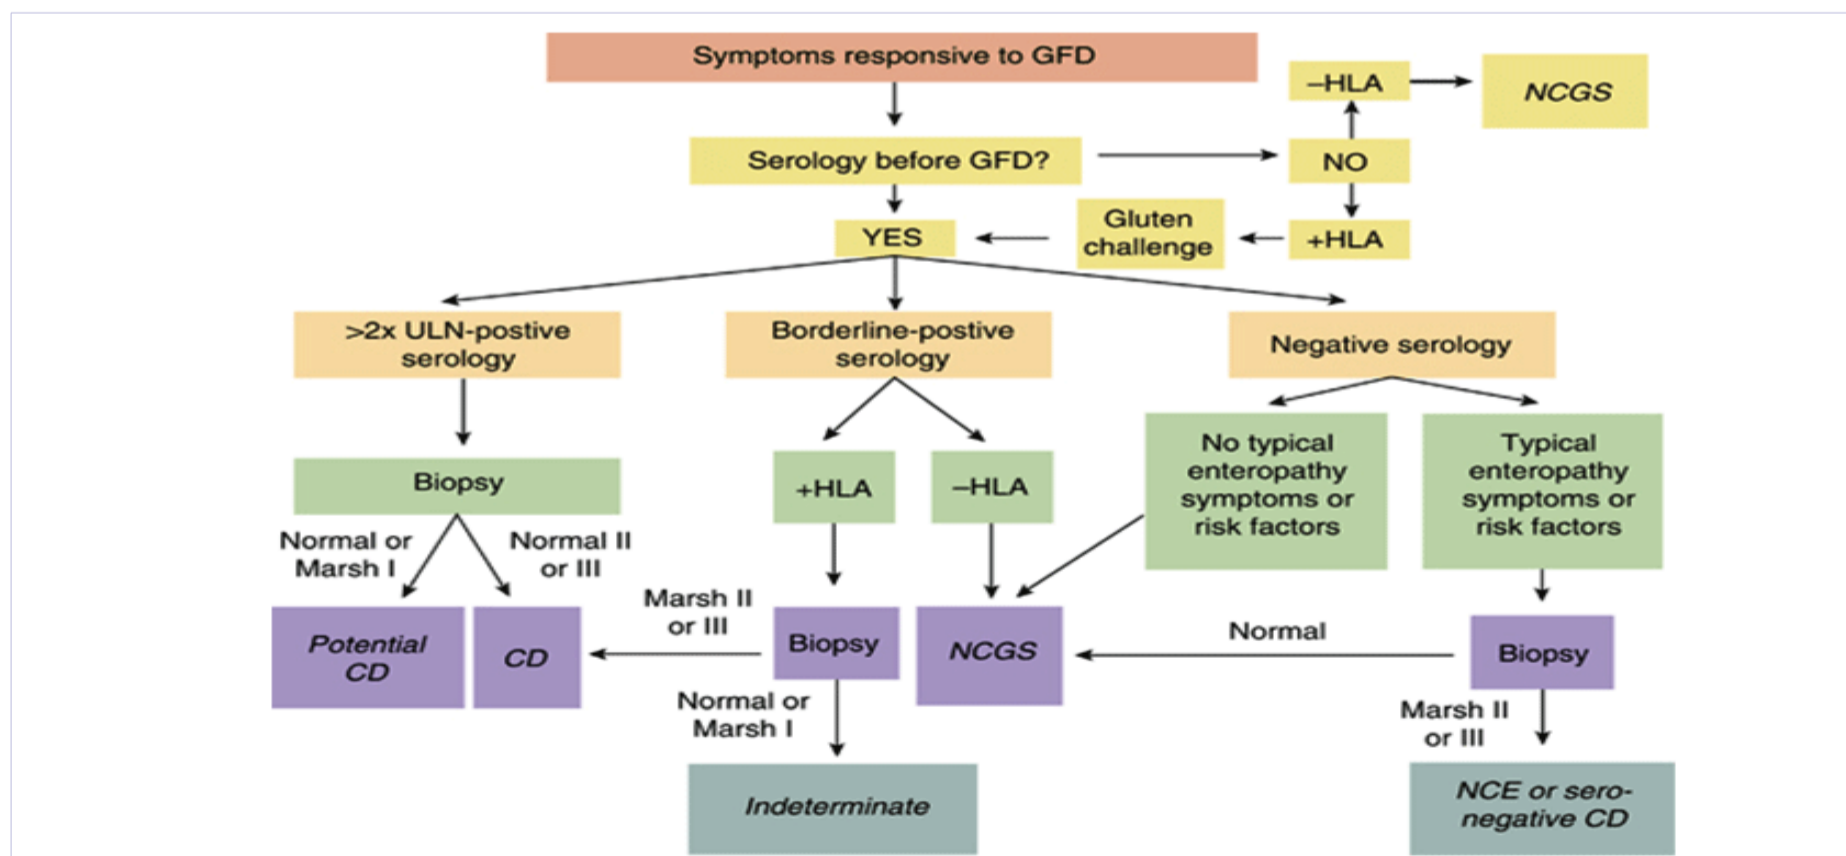 Symptoms responsive to GFD
–HLA
NCGS
Serology before GFD?
NO
YES
Gluten
challenge
+HLA
>2x ULN-postive
serology
Borderline-postive
serology
Negative serology
Biopsy
+HLA
–HLA
No typical
enteropathy
symptoms or
risk factors
Typical
enteropathy
symptoms or
risk factors
Normal or
Marsh I
Normal II
or III
Potential
CD
CD
Marsh II
or III
Biopsy
NCGS
Normal
Biopsy
Normal or
Marsh I
Marsh II
or III
Indeterminate
NCE or sero-
negative CD